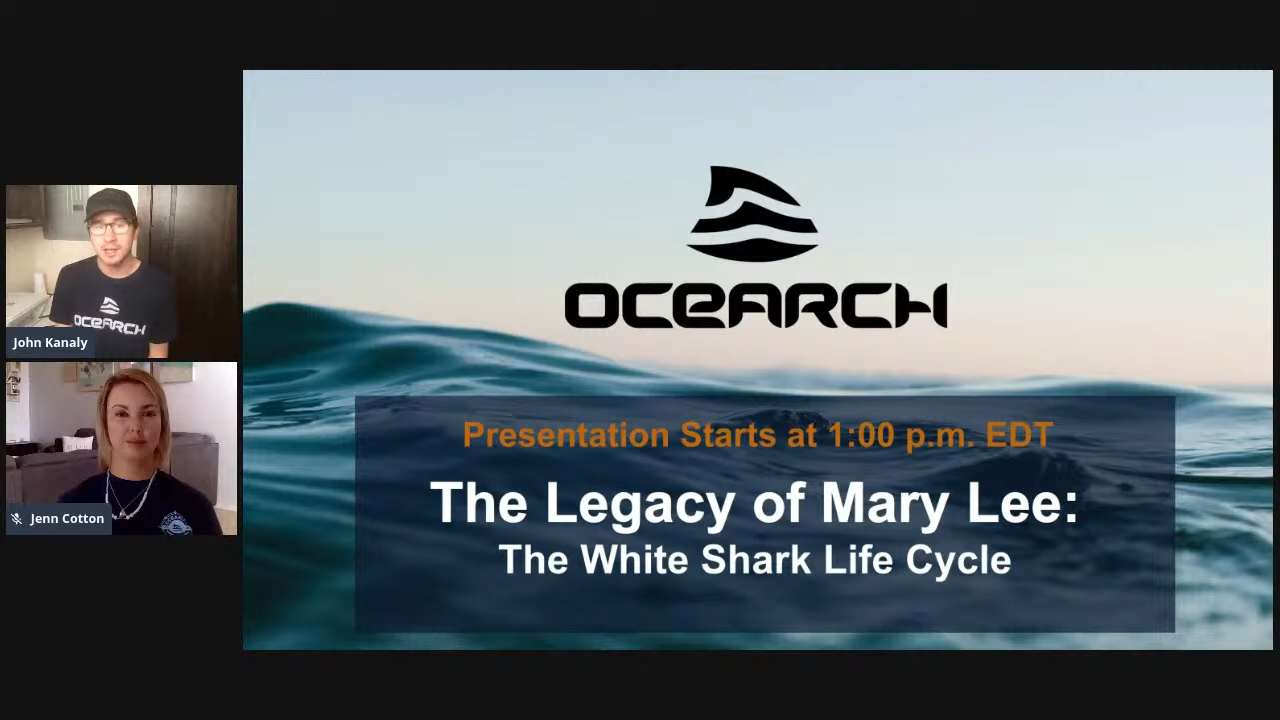 OCEARCH
John Kanaly
Jenn Cotton
OCEARCH
Presentation Starts at 1:00 p.m. EDT
The Legacy of Mary Lee:
The White Shark Life Cycle